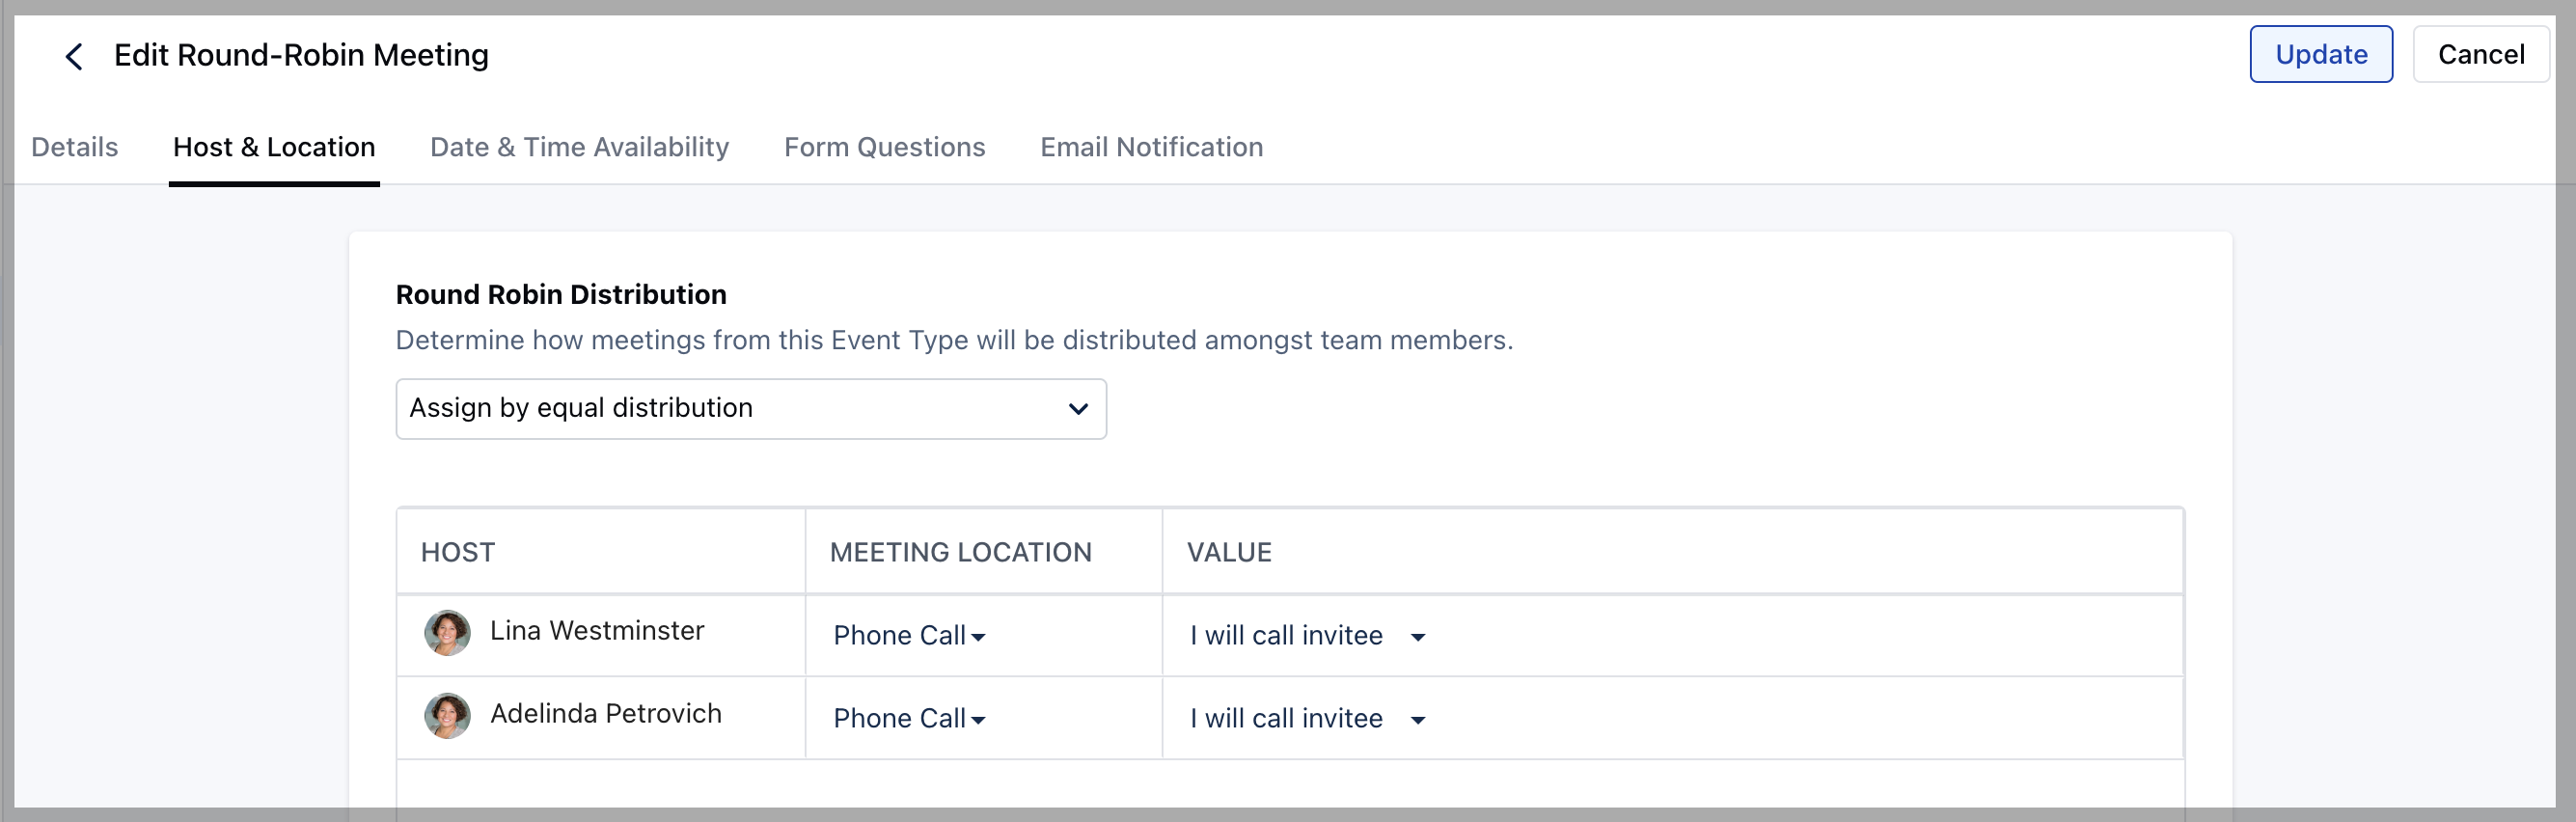 Edit Round-Robin Meeting
Update
Cancel
Details
Host & Location
Date & Time Availability
Form Questions
Email Notification
Round Robin Distribution
Determine how meetings from this Event Type will be distributed amongst team members.
Assign by equal distribution
HOST
MEETING LOCATION
VALUE
Lina Westminster
Phone Call
I will call invitee
Adelinda Petrovich
Phone Call
I will call invitee